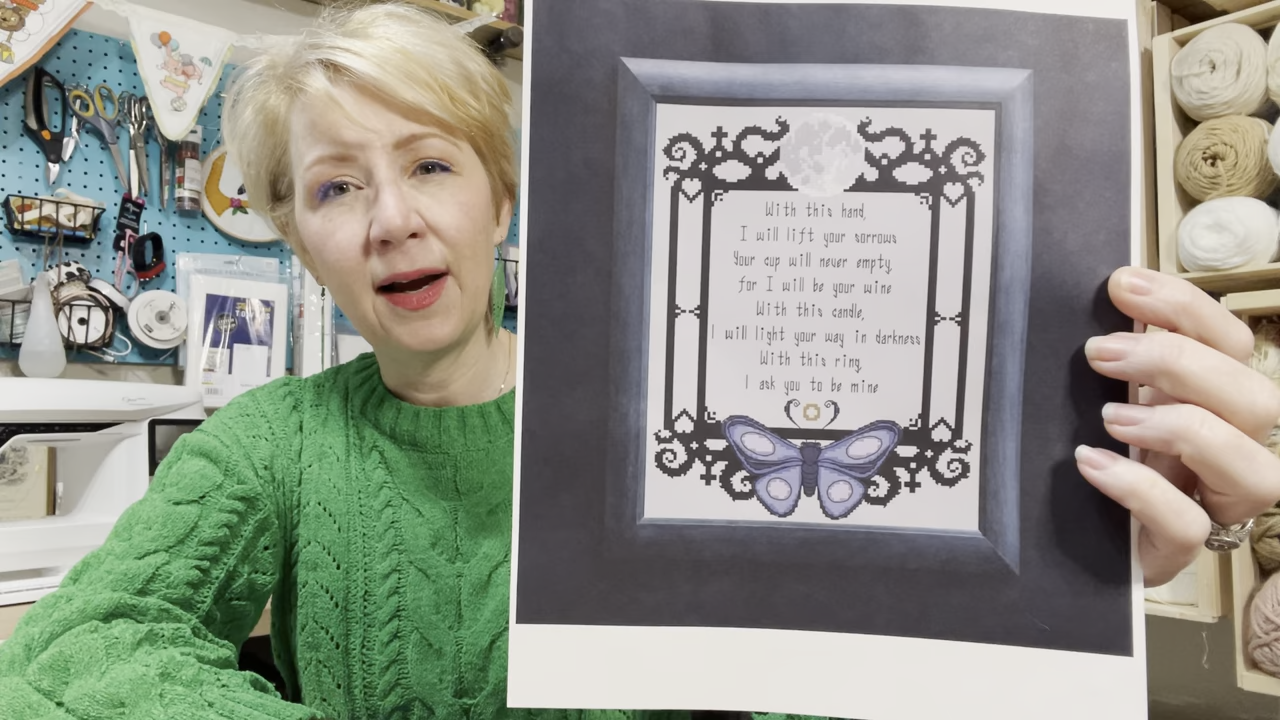 With this hand,
I will lift your sorrows
Your cup will never empty,
for I will be your wine
With this candle,
I will light your way in darkness
With this ring,
I ask you to be mine